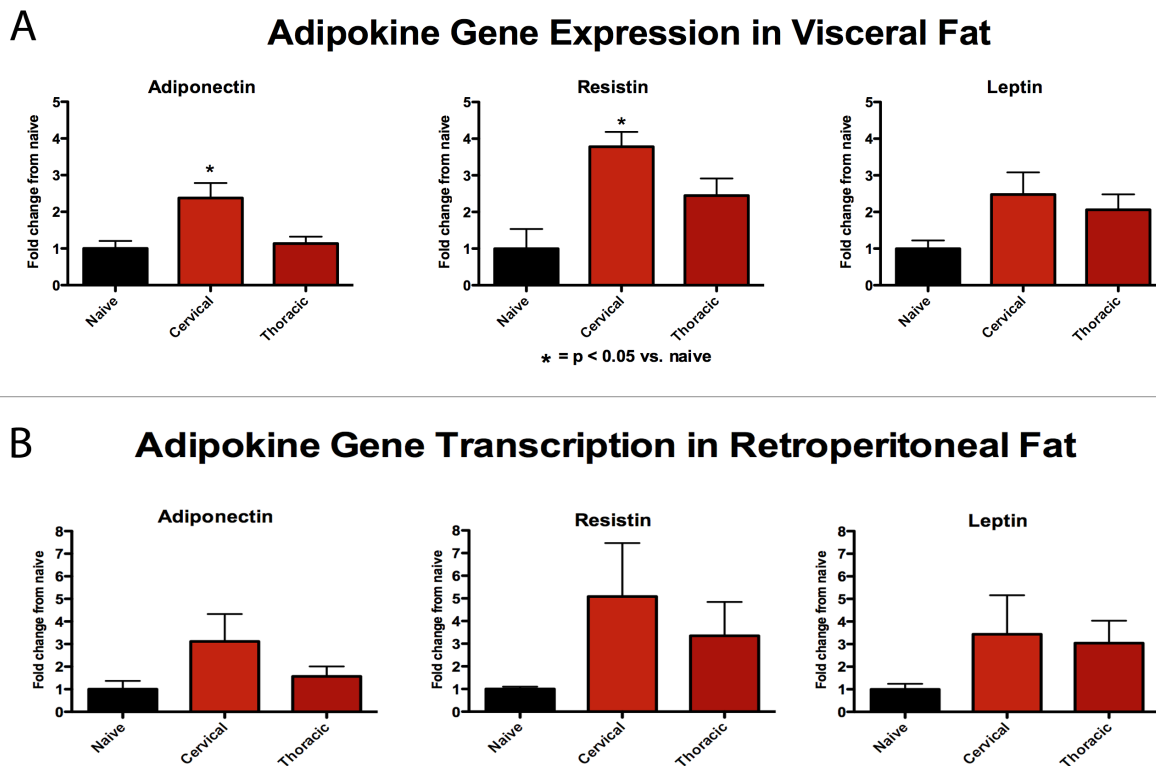 A
Adipokine Gene Expression in Visceral Fat
Adiponectin
Fold change from naive
5
4
3
2
1
0
*
Naive
Cervical
Thoracic
Resistin
Fold change from naive
5
4
3
2
1
0
*
Naive
Cervical
Thoracic
Leptin
Fold change from naive
5
4
3
2
1
0
Naive
Cervical
Thoracic
* = p < 0.05 vs. naive
B
Adipokine Gene Transcription in Retroperitoneal Fat
Adiponectin
Fold change from naive
8
7
6
5
4
3
2
1
0
Naive
Cervical
Thoracic
Resistin
Fold change from naive
8
7
6
5
4
3
2
1
0
Naive
Cervical
Thoracic
Leptin
Fold change from naive
8
7
6
5
4
3
2
1
0
Naive
Cervical
Thoracic